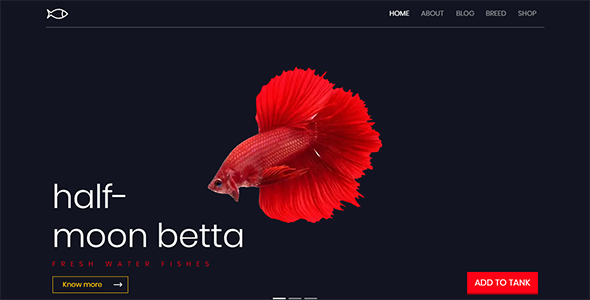 HOME ABOUT BLOG BREED SHOP
half-
moon betta
FRESH WATER FISHES
Know more
ADD TO TANK